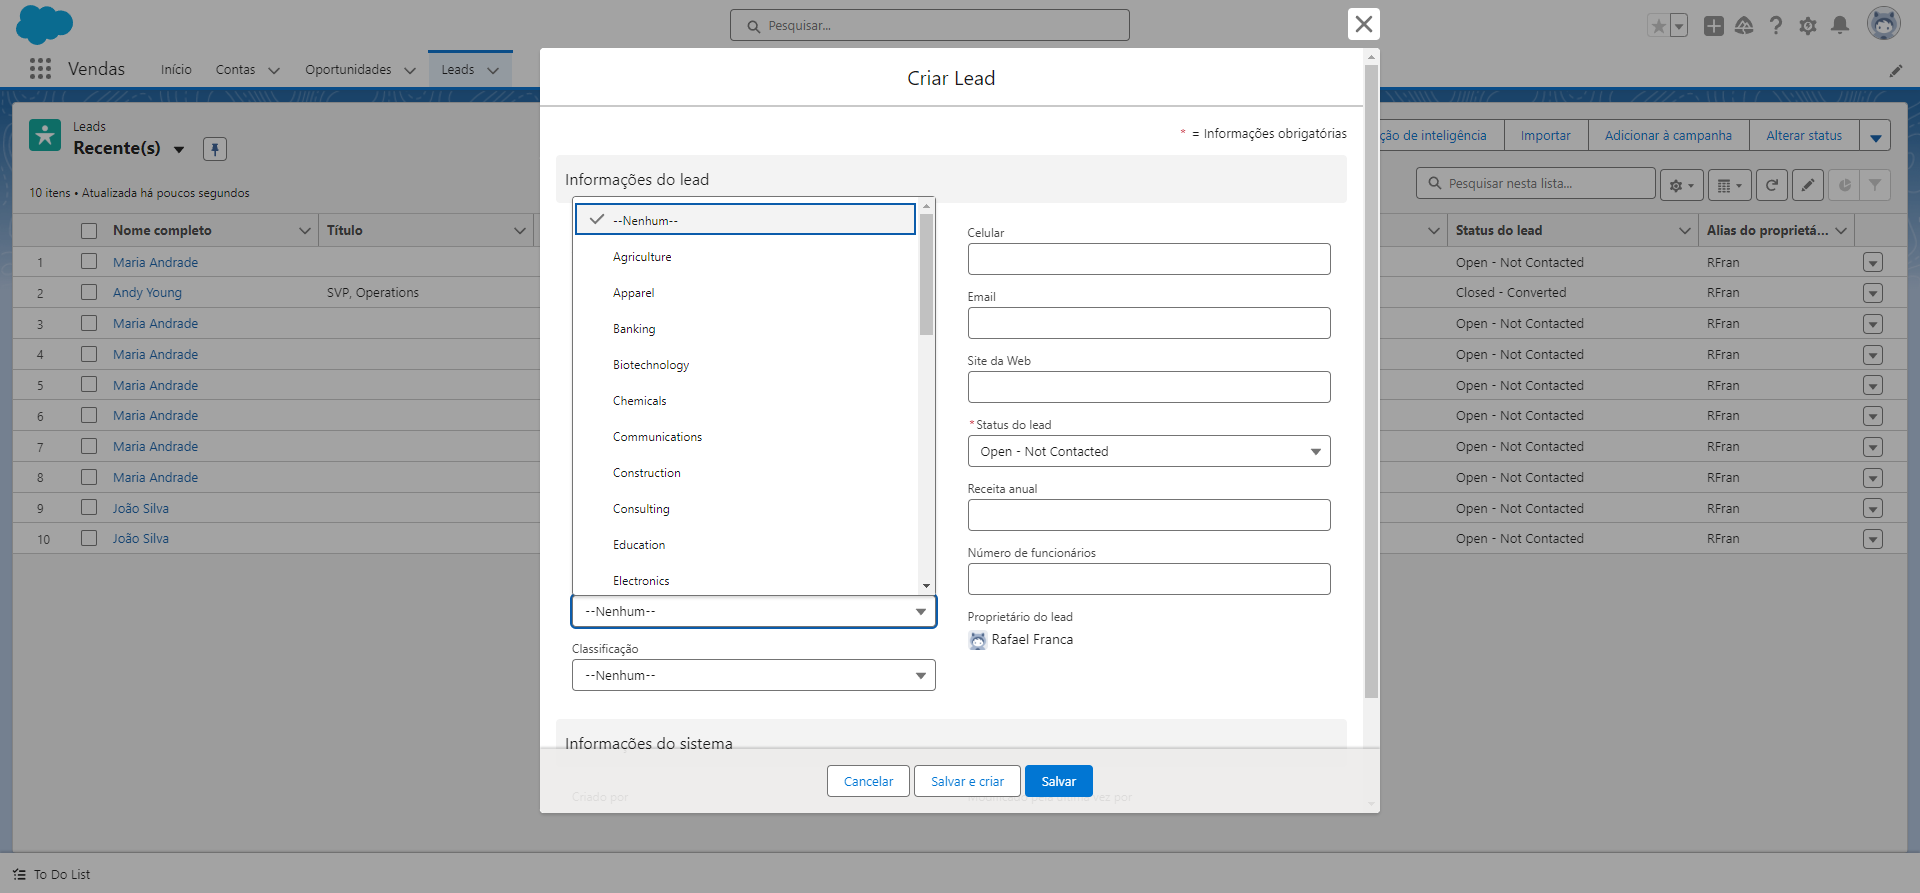 Pesquisar...
Vendas
Início
Contas
Oportunidades
Leads
Criar Lead
* = Informações obrigatórias
Leads
Recente(s)
10 itens • Atualizada há poucos segundos
ção de inteligência
Importar
Adicionar à campanha
Alterar status
Pesquisar nesta lista...
Nome completo
Título
Status do lead
Alias do proprietá...
1 Maria Andrade Open - Not Contacted RFran
2 Andy Young SVP, Operations Closed - Converted RFran
3 Maria Andrade Open - Not Contacted RFran
4 Maria Andrade Open - Not Contacted RFran
5 Maria Andrade Open - Not Contacted RFran
6 Maria Andrade Open - Not Contacted RFran
7 Maria Andrade Open - Not Contacted RFran
8 Maria Andrade Open - Not Contacted RFran
9 João Silva Open - Not Contacted RFran
10 João Silva Open - Not Contacted RFran
Informações do lead
--Nenhum--
Agriculture
Apparel
Banking
Biotechnology
Chemicals
Communications
Construction
Consulting
Education
Electronics
--Nenhum--
Classificação
--Nenhum--
Celular
Email
Site da Web
*Status do lead
Open - Not Contacted
Receita anual
Número de funcionários
Proprietário do lead
Rafael Franca
Informações do sistema
Criado por
Cancelar
Salvar e criar
Salvar
To Do List